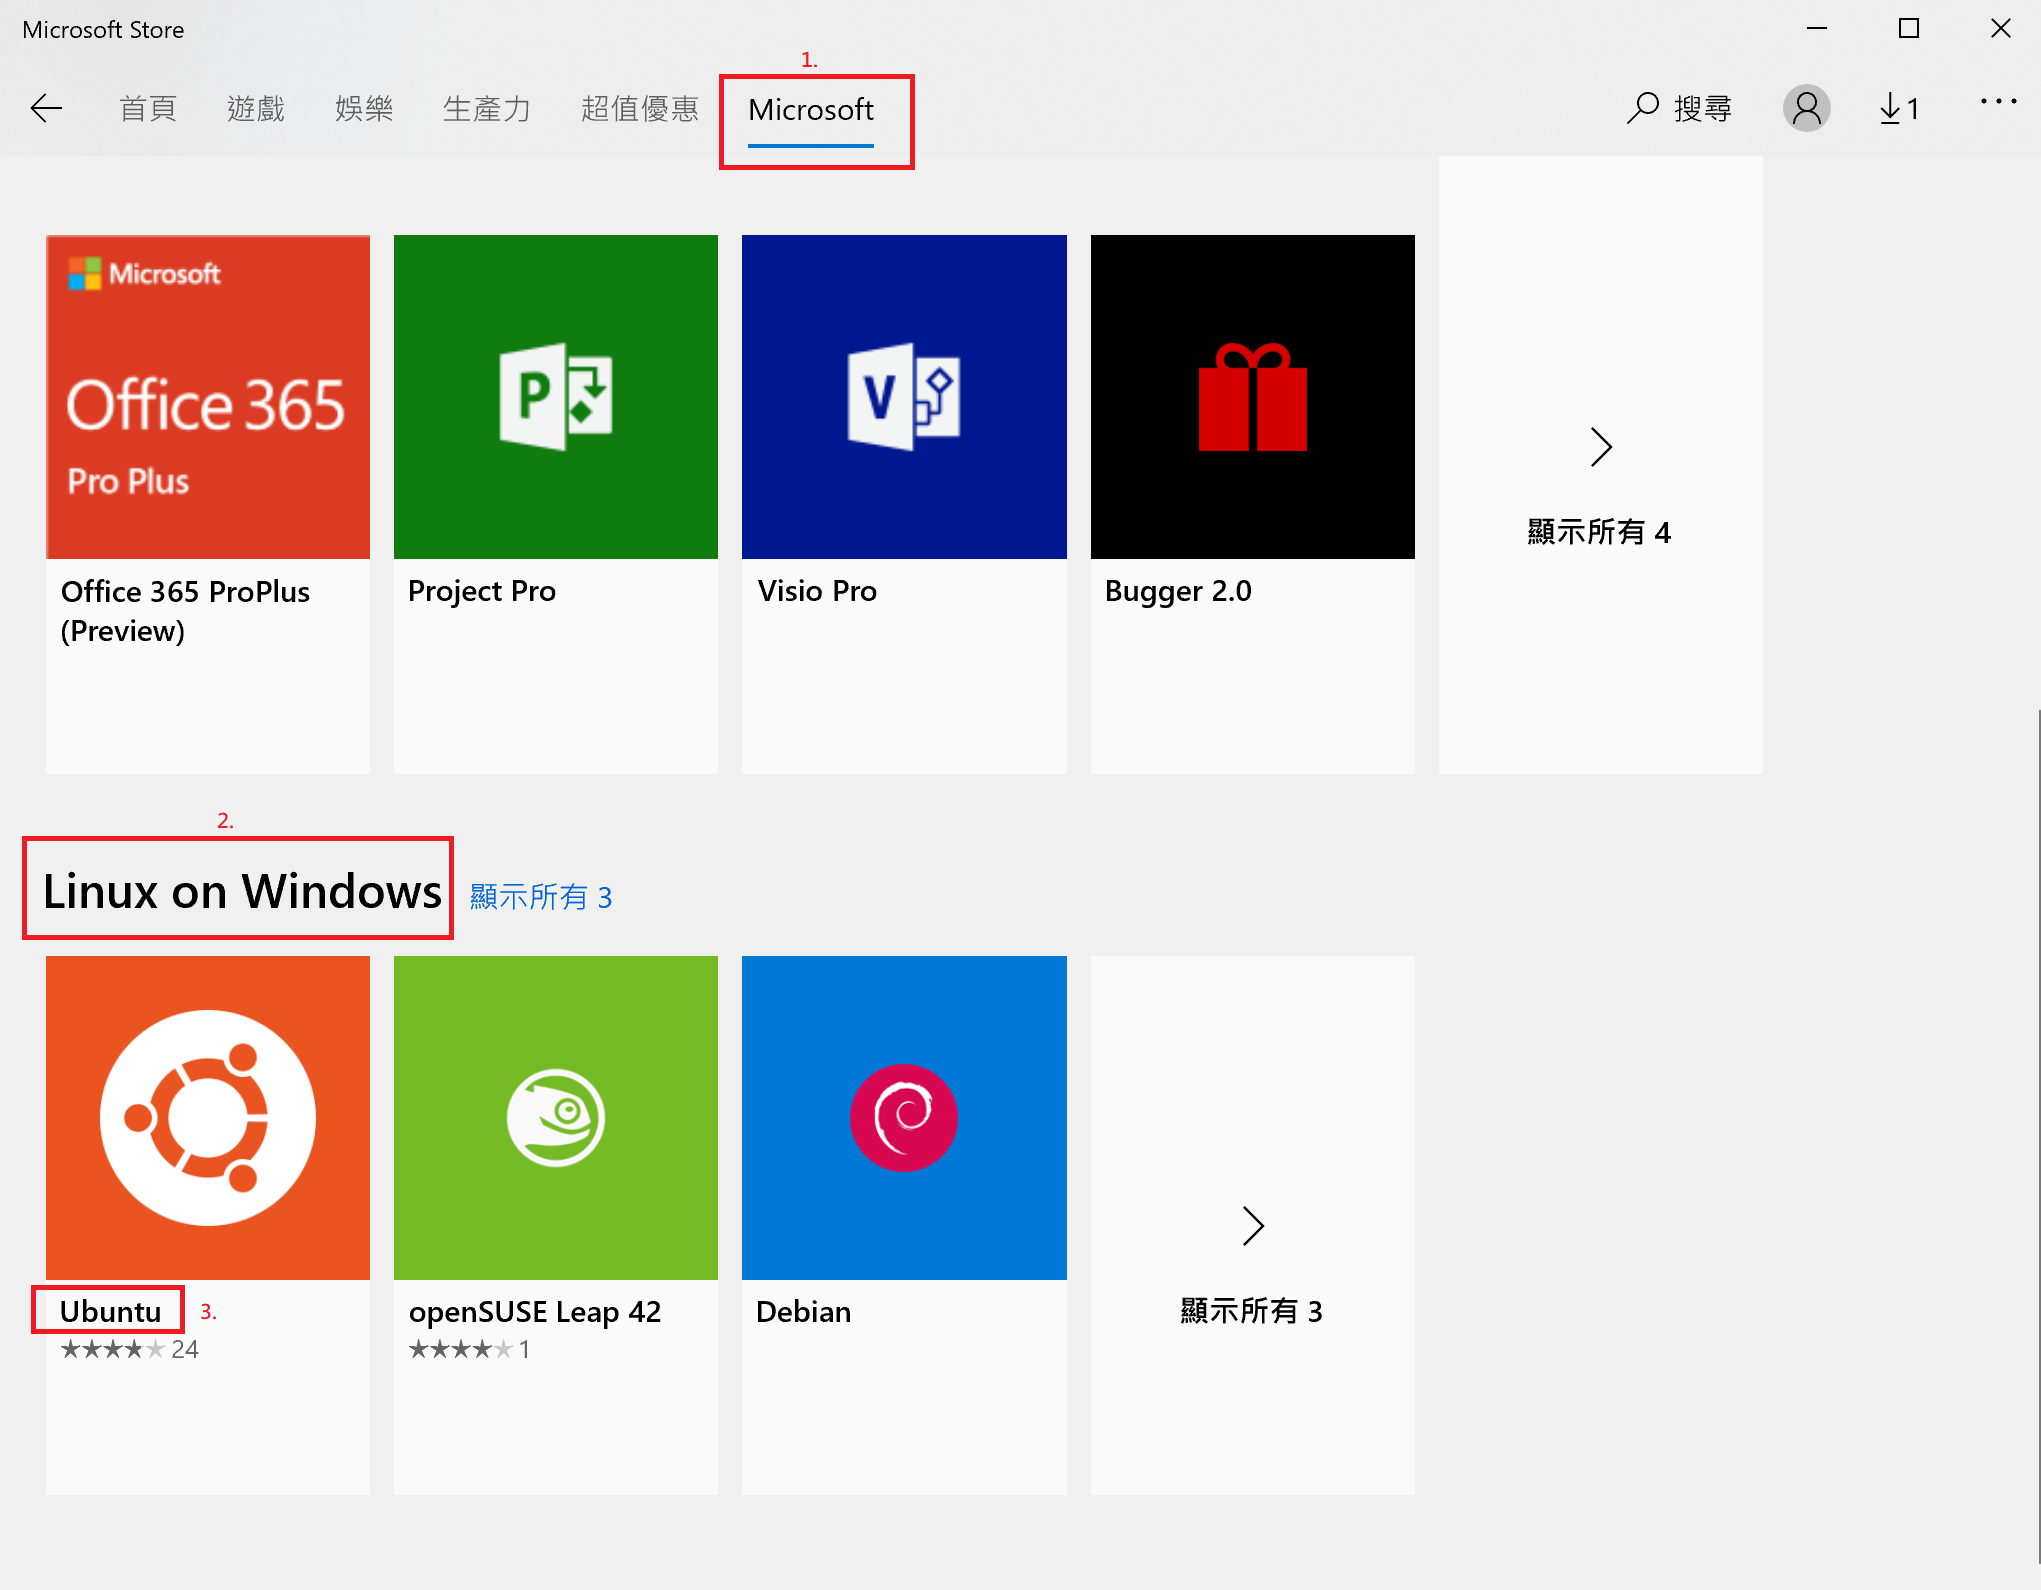 Microsoft Store
1.
首頁 遊戲 娛樂 生產力 超值優惠 Microsoft 搜尋 1
Microsoft
Office 365
Pro Plus
Office 365 ProPlus
(Preview)
Project Pro
Visio Pro
Bugger 2.0
顯示所有 4
2.
Linux on Windows 顯示所有 3
Ubuntu 3.
★★★★★ 24
openSUSE Leap 42
★★★★★ 1
Debian
顯示所有 3